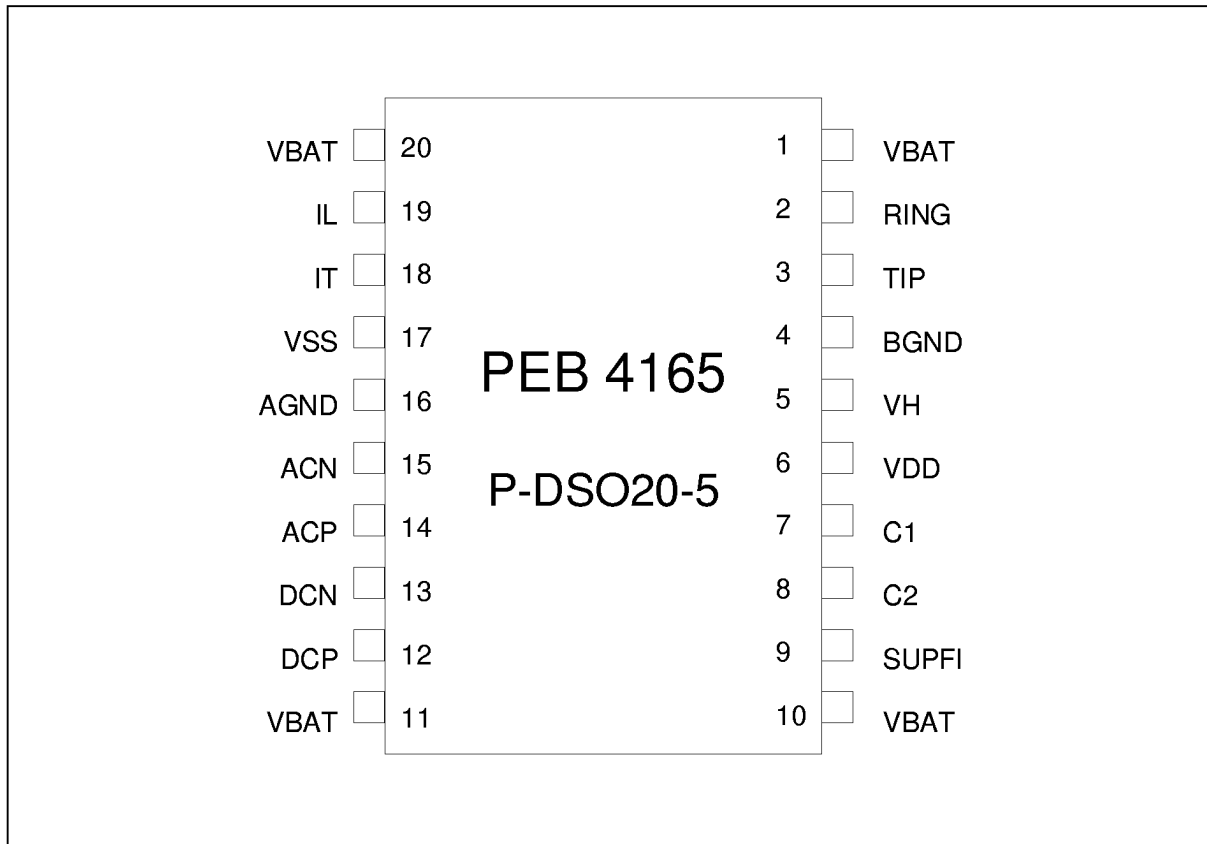 VBAT 20 1 VBAT
IL 19 2 RING
IT 18 3 TIP
VSS 17 4 BGND
PEB 4165
AGND 16 5 VH
ACN 15 6 VDD
P-DSO20-5
ACP 14 7 C1
DCN 13 8 C2
DCP 12 9 SUPFI
VBAT 11 10 VBAT